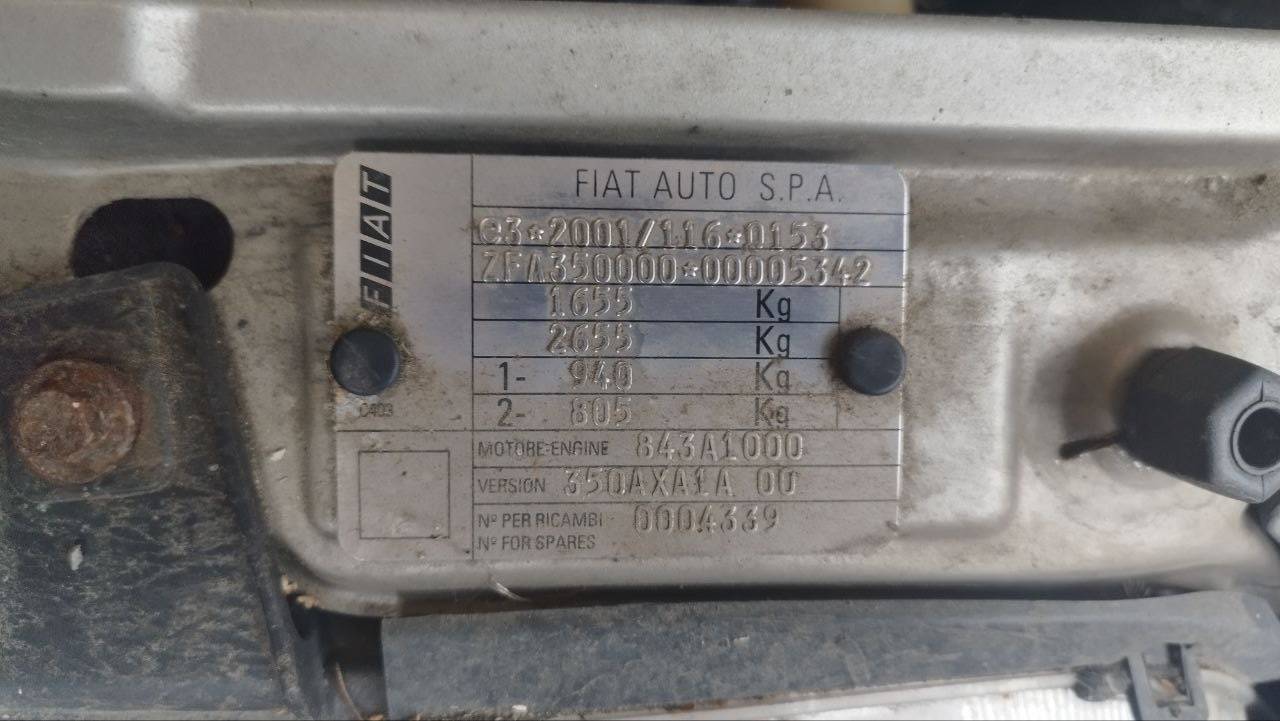 FIAT
FIAT AUTO S.P.A.
e3*2001/116*0153
ZFA350000*00005342
1655 Kg
2655 Kg
1- 940 Kg
2- 805 Kg
C403
MOTORE-ENGINE 843A1000
VERSION 350AXA1A 00
Nº PER RICAMBI 0004339
Nº FOR SPARES